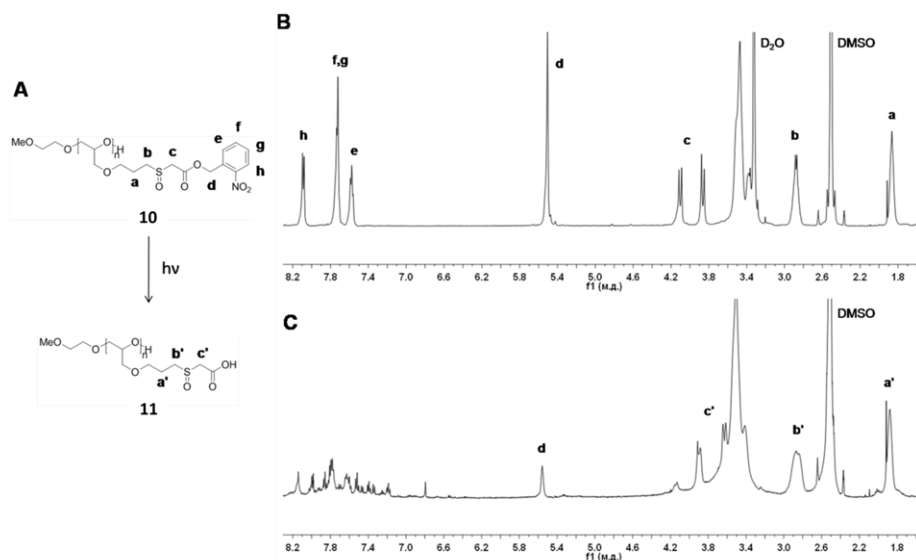 A
MeO
O
O
H
n
O
a
b
S
O
c
O
O
d
e
f
g
h
NO₂
10
hν
MeO
O
O
H
n
O
a'
b'
S
O
c'
OH
O
11
B
h
f,g
e
d
c
D₂O
b
DMSO
a
8.2 7.8 7.4 7.0 6.6 6.2 5.8 5.4 5.0 4.6 4.2 3.8 3.4 3.0 2.6 2.2 1.8
f1 (м.д.)
C
d
c'
b'
DMSO
a'
8.2 7.8 7.4 7.0 6.6 6.2 5.8 5.4 5.0 4.6 4.2 3.8 3.4 3.0 2.6 2.2 1.8
f1 (м.д.)